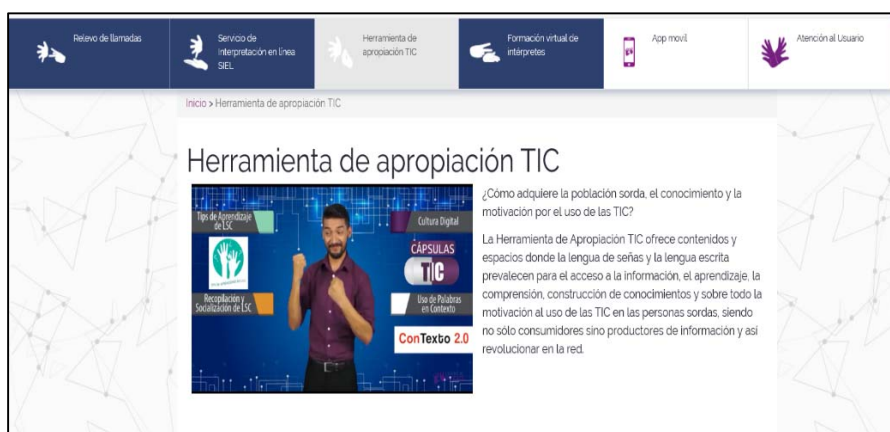 Relevo de llamadas
Servicio de
Interpretación en línea
SIEL
Herramienta de
apropiación TIC
Formación virtual de
intérpretes
App movil
Atención al Usuario
Inicio > Herramienta de apropiación TIC
Herramienta de apropiación TIC
Tips de Aprendizaje
de LSC
Recopilación y
Socialización de LSC
Cultura Digital
CÁPSULAS
TIC
Uso de Palabras
en Contexto
ConTexto 2.0
¿Cómo adquiere la población sorda, el conocimiento y la
motivación por el uso de las TIC?
La Herramienta de Apropiación TIC ofrece contenidos y
espacios donde la lengua de señas y la lengua escrita
prevalecen para el acceso a la información, el aprendizaje, la
comprensión, construcción de conocimientos y sobre todo la
motivación al uso de las TIC en las personas sordas, siendo
no sólo consumidores sino productores de información y así
revolucionar en la red.